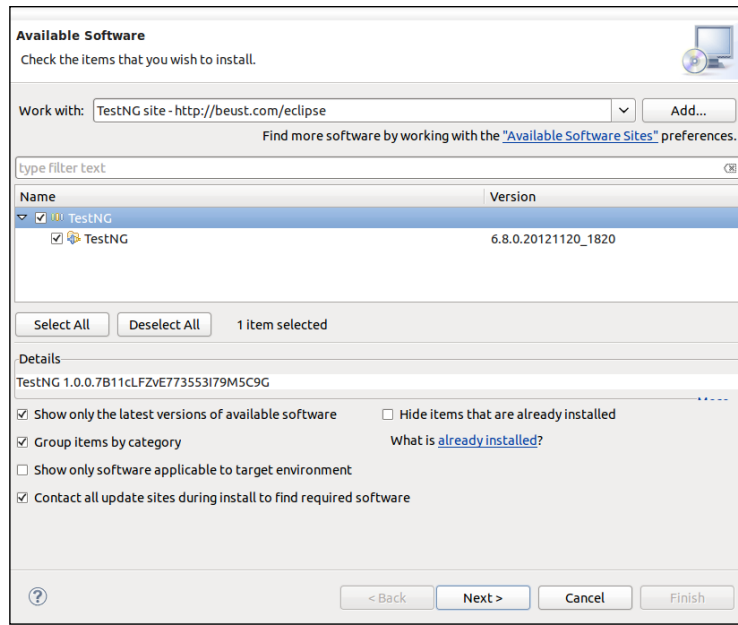 Available Software
Check the items that you wish to install.
Work with: TestNG site - http://beust.com/eclipse Add...
Find more software by working with the "Available Software Sites" preferences.
type filter text
Name Version
TestNG
TestNG 6.8.0.20121120_1820
Select All Deselect All 1 item selected
Details
TestNG 1.0.0.7B11cLFZvE773553I79M5C9G
Show only the latest versions of available software Hide items that are already installed
Group items by category What is already installed?
Show only software applicable to target environment
Contact all update sites during install to find required software
? < Back Next > Cancel Finish